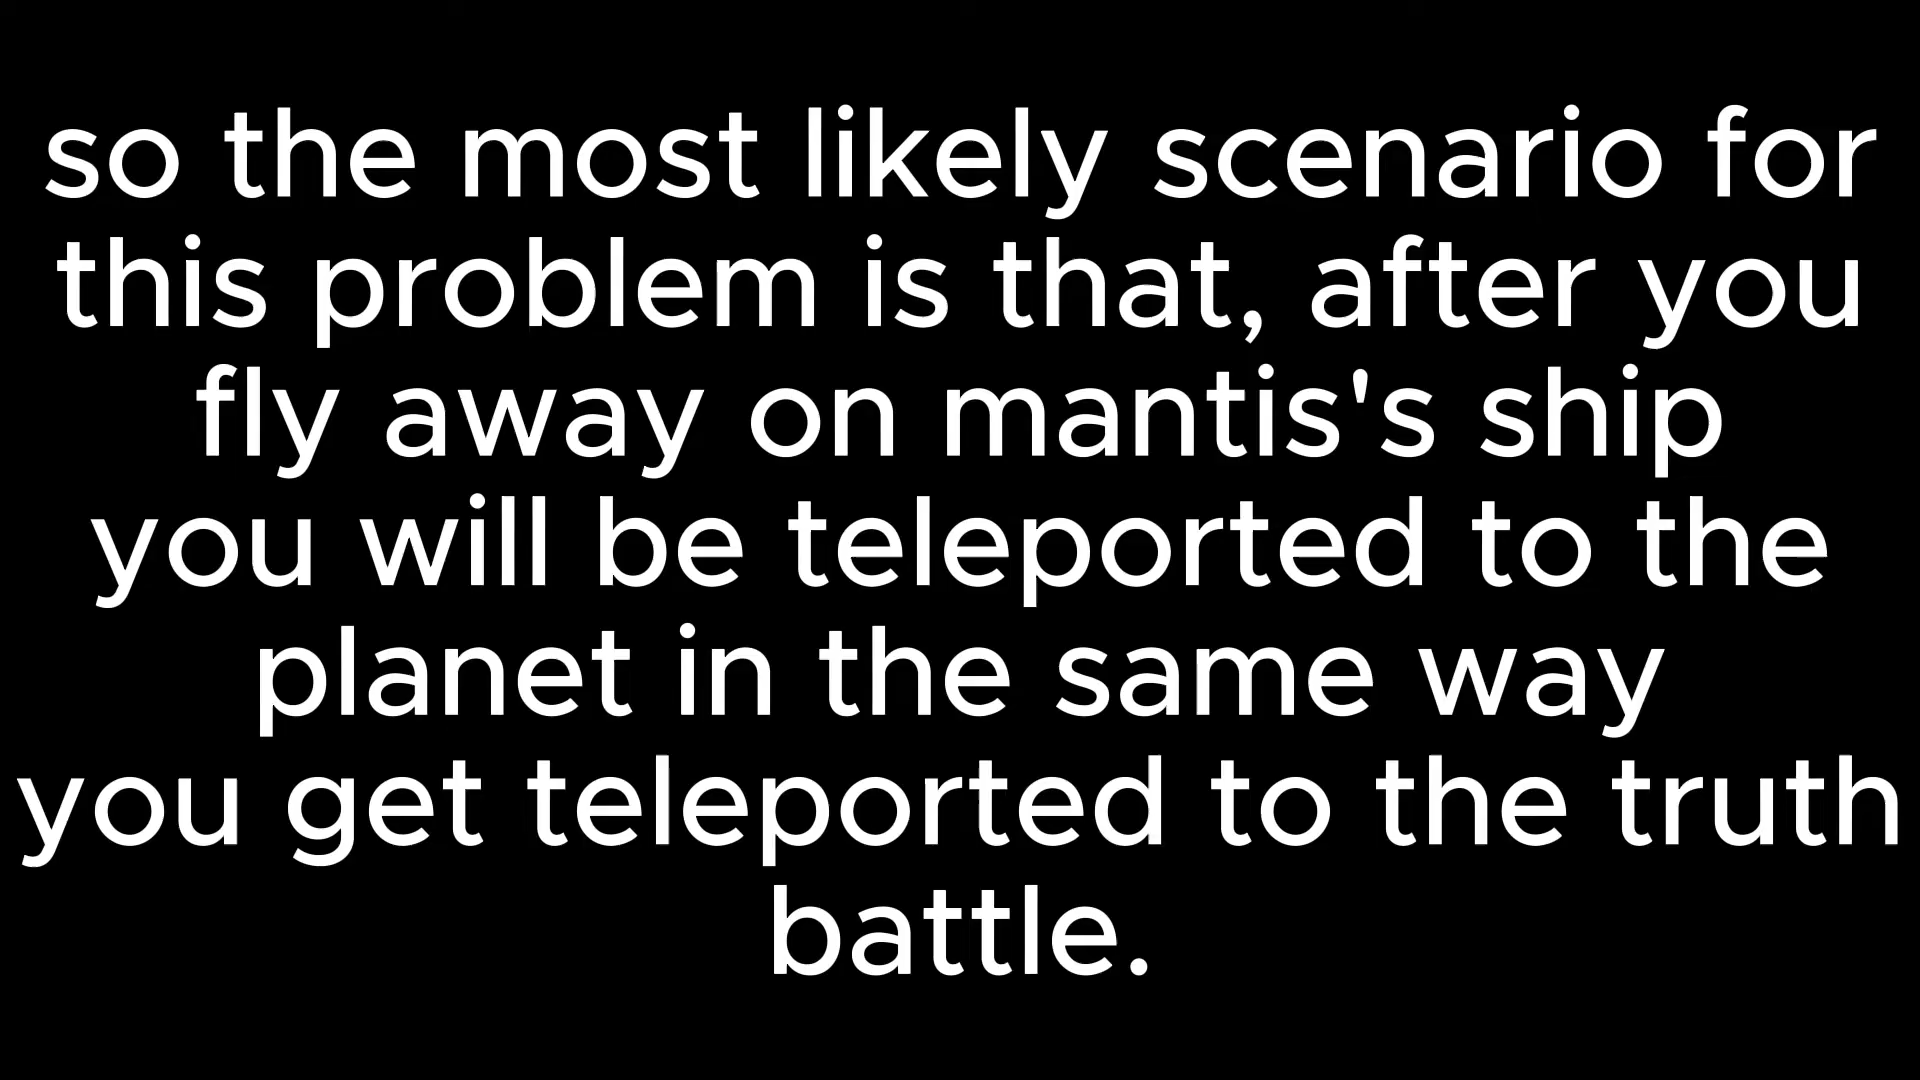 so the most likely scenario for
this problem is that, after you
fly away on mantis's ship
you will be teleported to the
planet in the same way
you get teleported to the truth
battle.